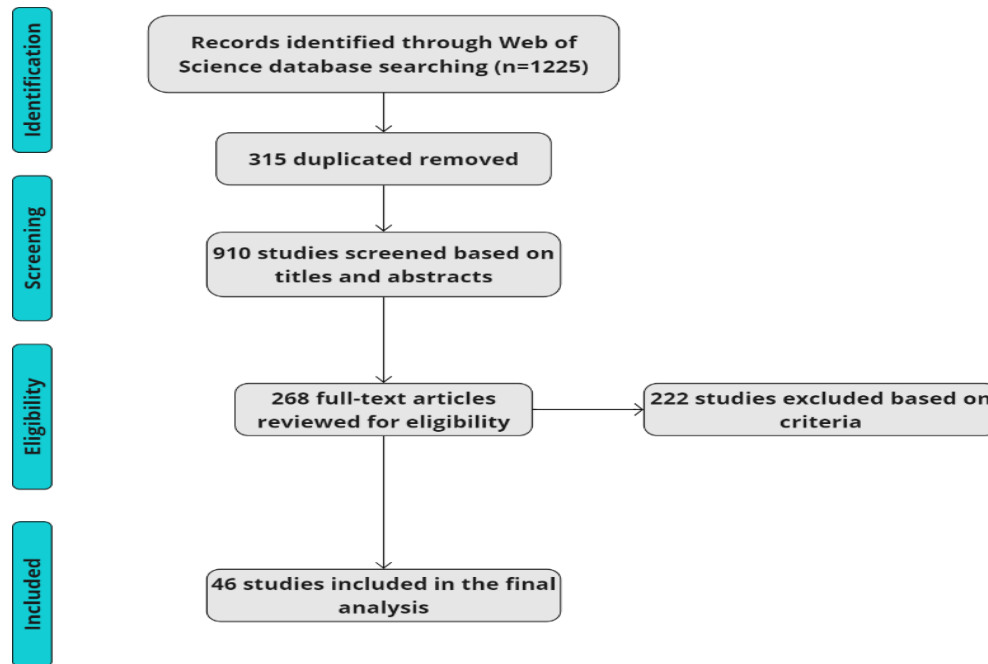 Identification
Records identified through Web of
Science database searching (n=1225)
315 duplicated removed
Screening
910 studies screened based on
titles and abstracts
Eligibility
268 full-text articles
reviewed for eligibility
222 studies excluded based on
criteria
Included
46 studies included in the final
analysis